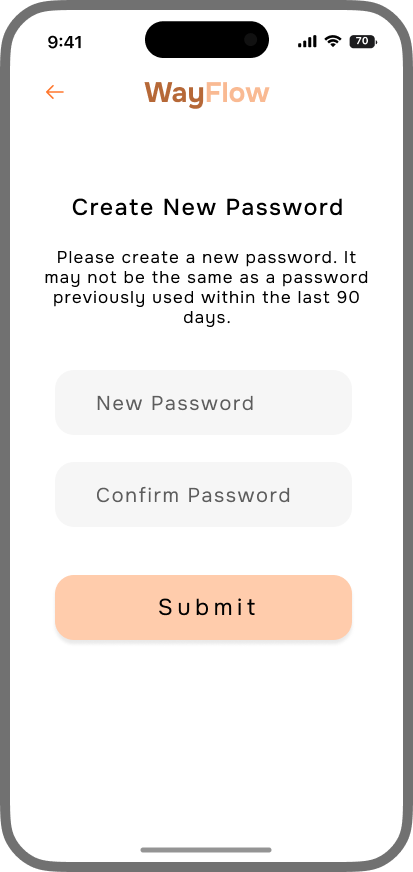 9:41
70
WayFlow
Create New Password
Please create a new password. It
may not be the same as a password
previously used within the last 90
days.
New Password
Confirm Password
Submit